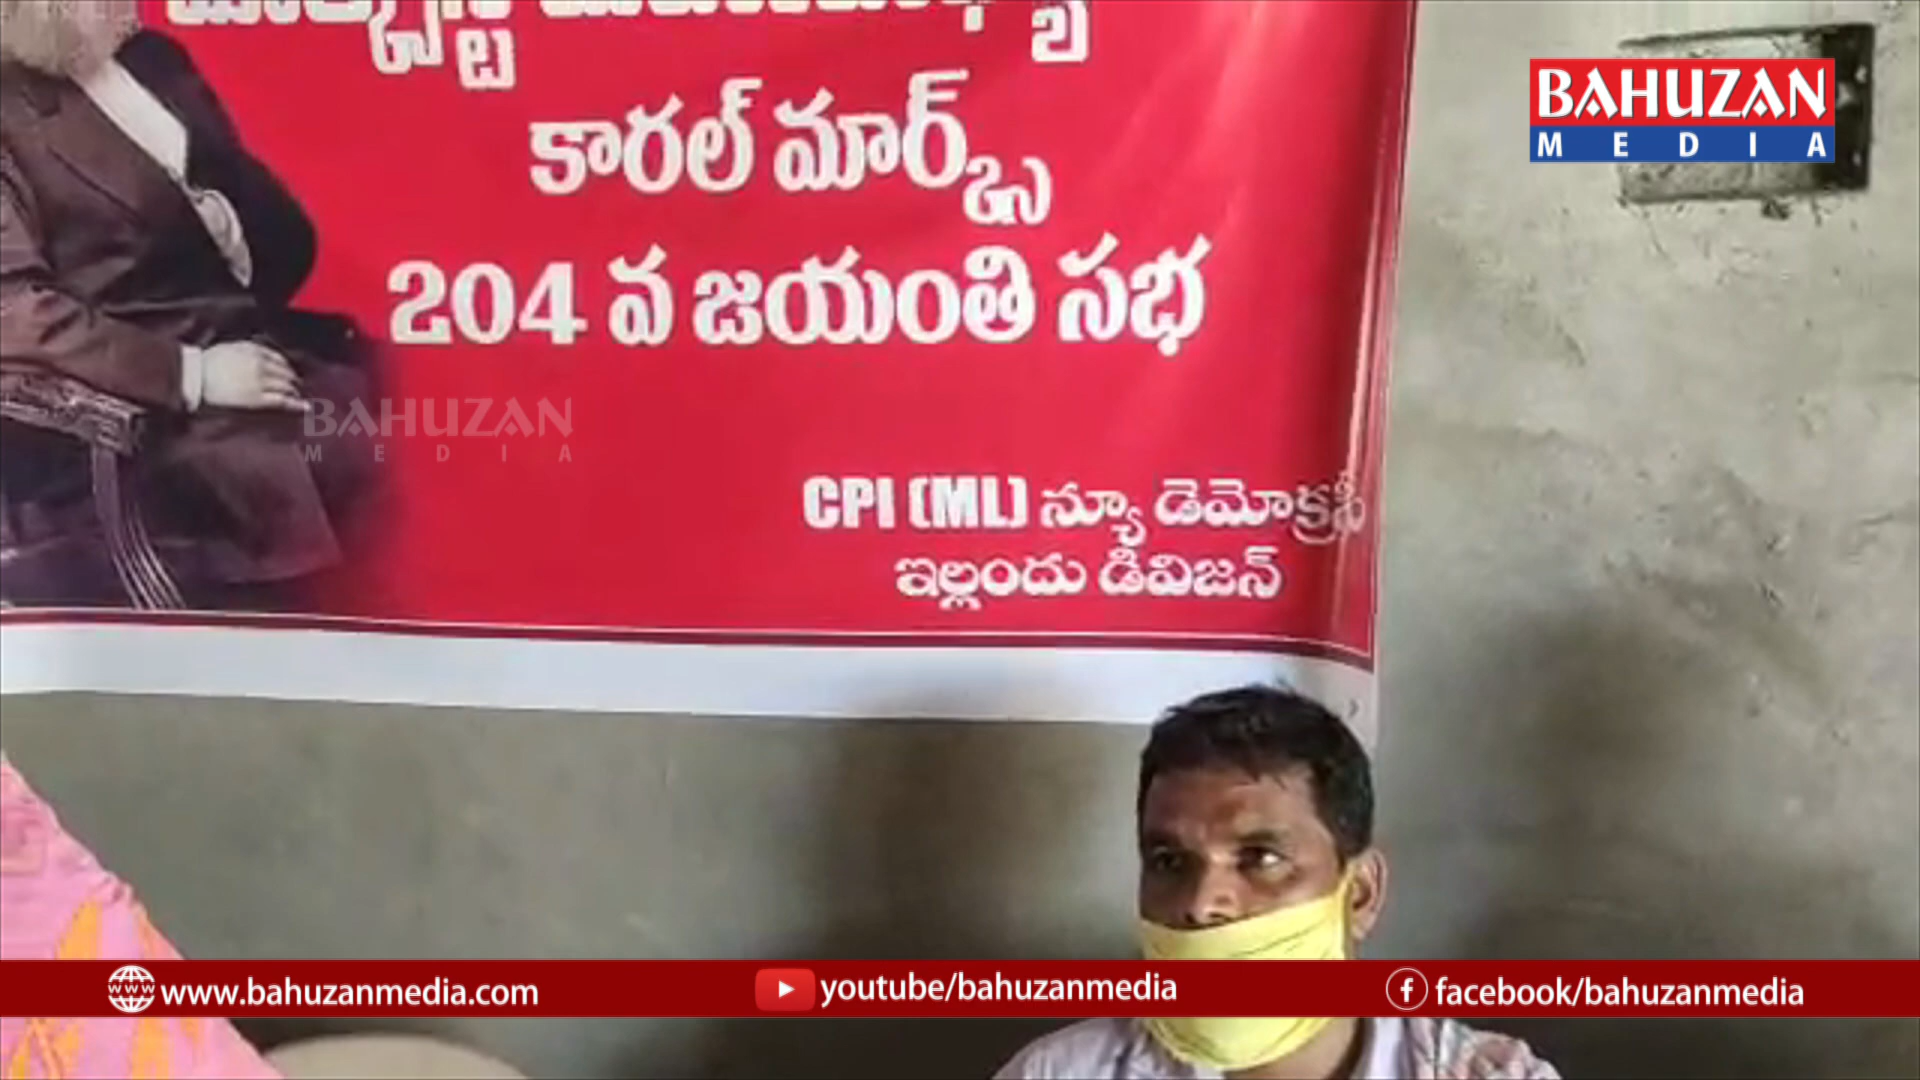 కారల్ మార్క్స్
204 వ జయంతి సభ
CPI (ML) న్యూ డెమోక్రసీ
ఇల్లందు డివిజన్
BAHUZAN
MEDIA
BAHUZAN
MEDIA
www.bahuzanmedia.com
youtube/bahuzanmedia
facebook/bahuzanmedia